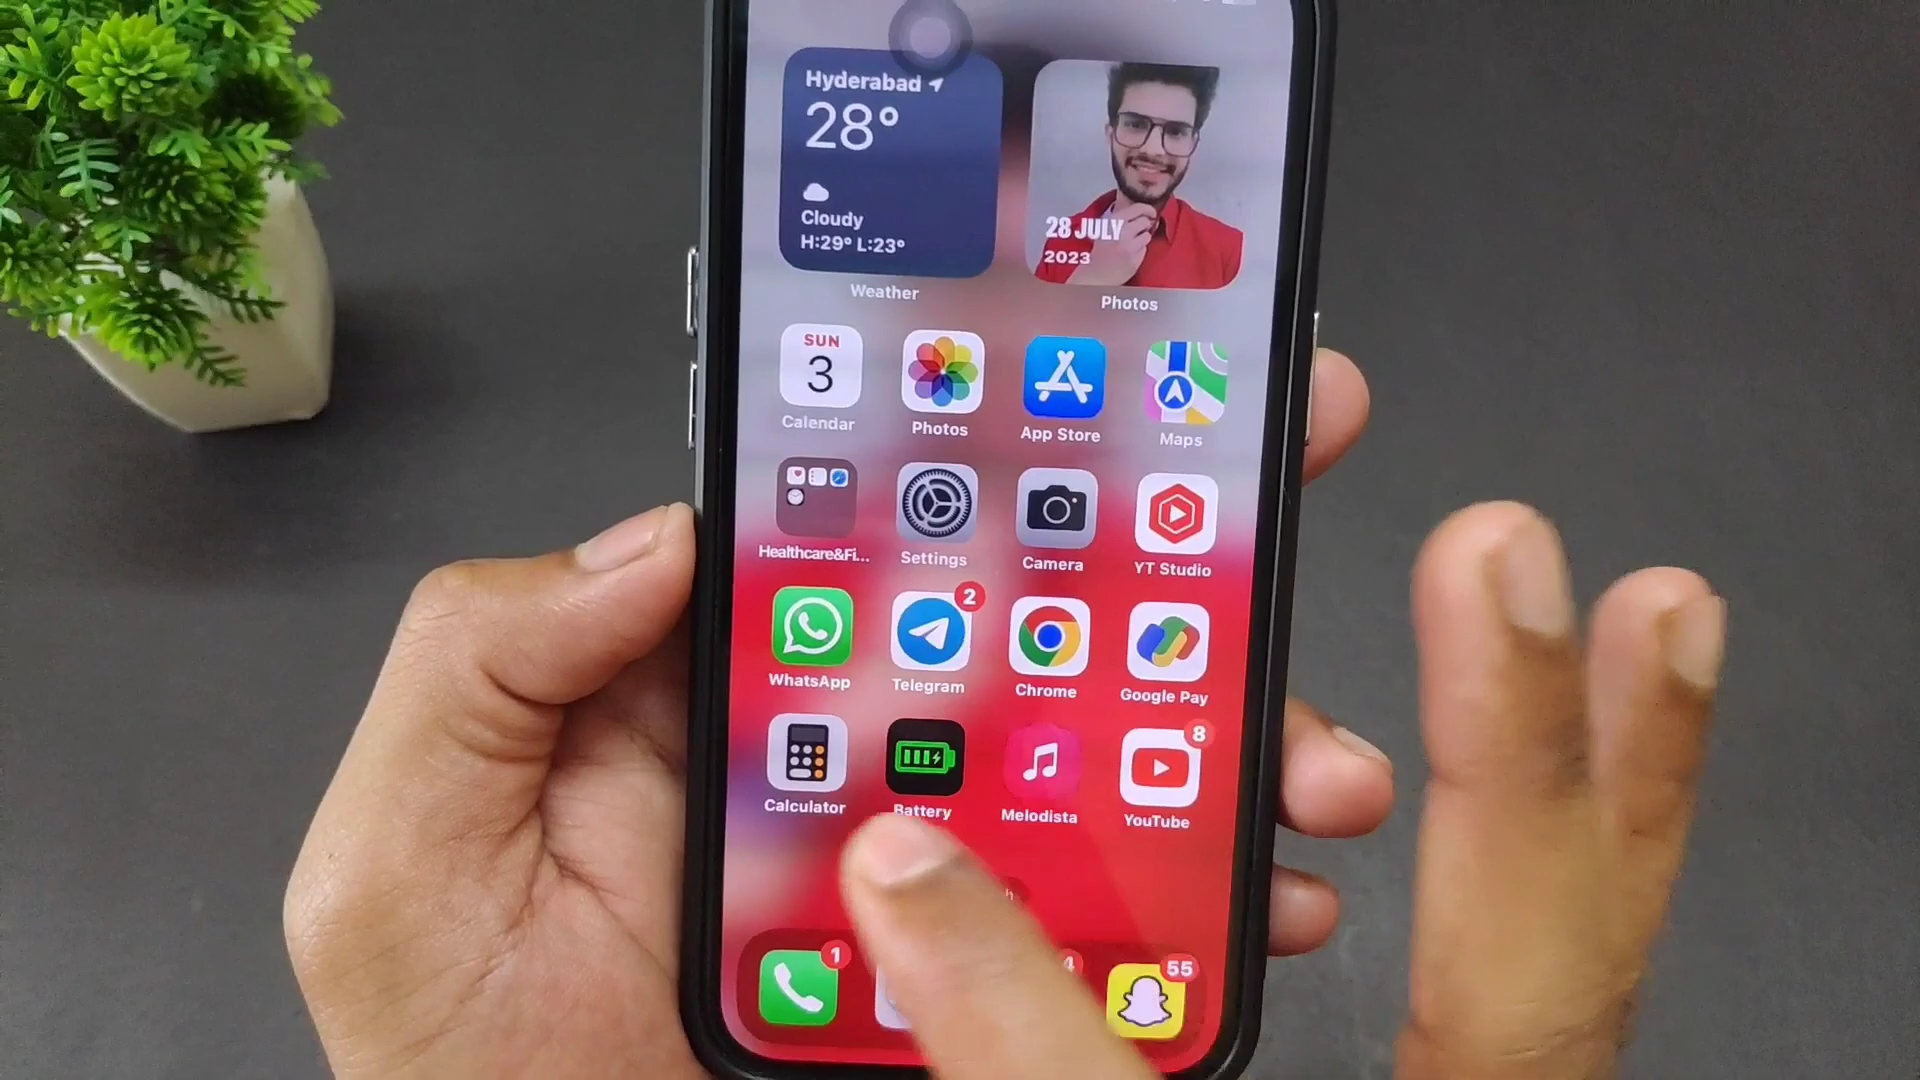 Hyderabad
28°
Cloudy
H:29° L:23°
Weather
28 JULY
2023
Photos
SUN
3
Calendar
Photos
App Store
Maps
Healthcare&Fi...
Settings
Camera
YT Studio
2
WhatsApp
Telegram
Chrome
Google Pay
8
Calculator
Battery
Melodista
YouTube
1
4
55